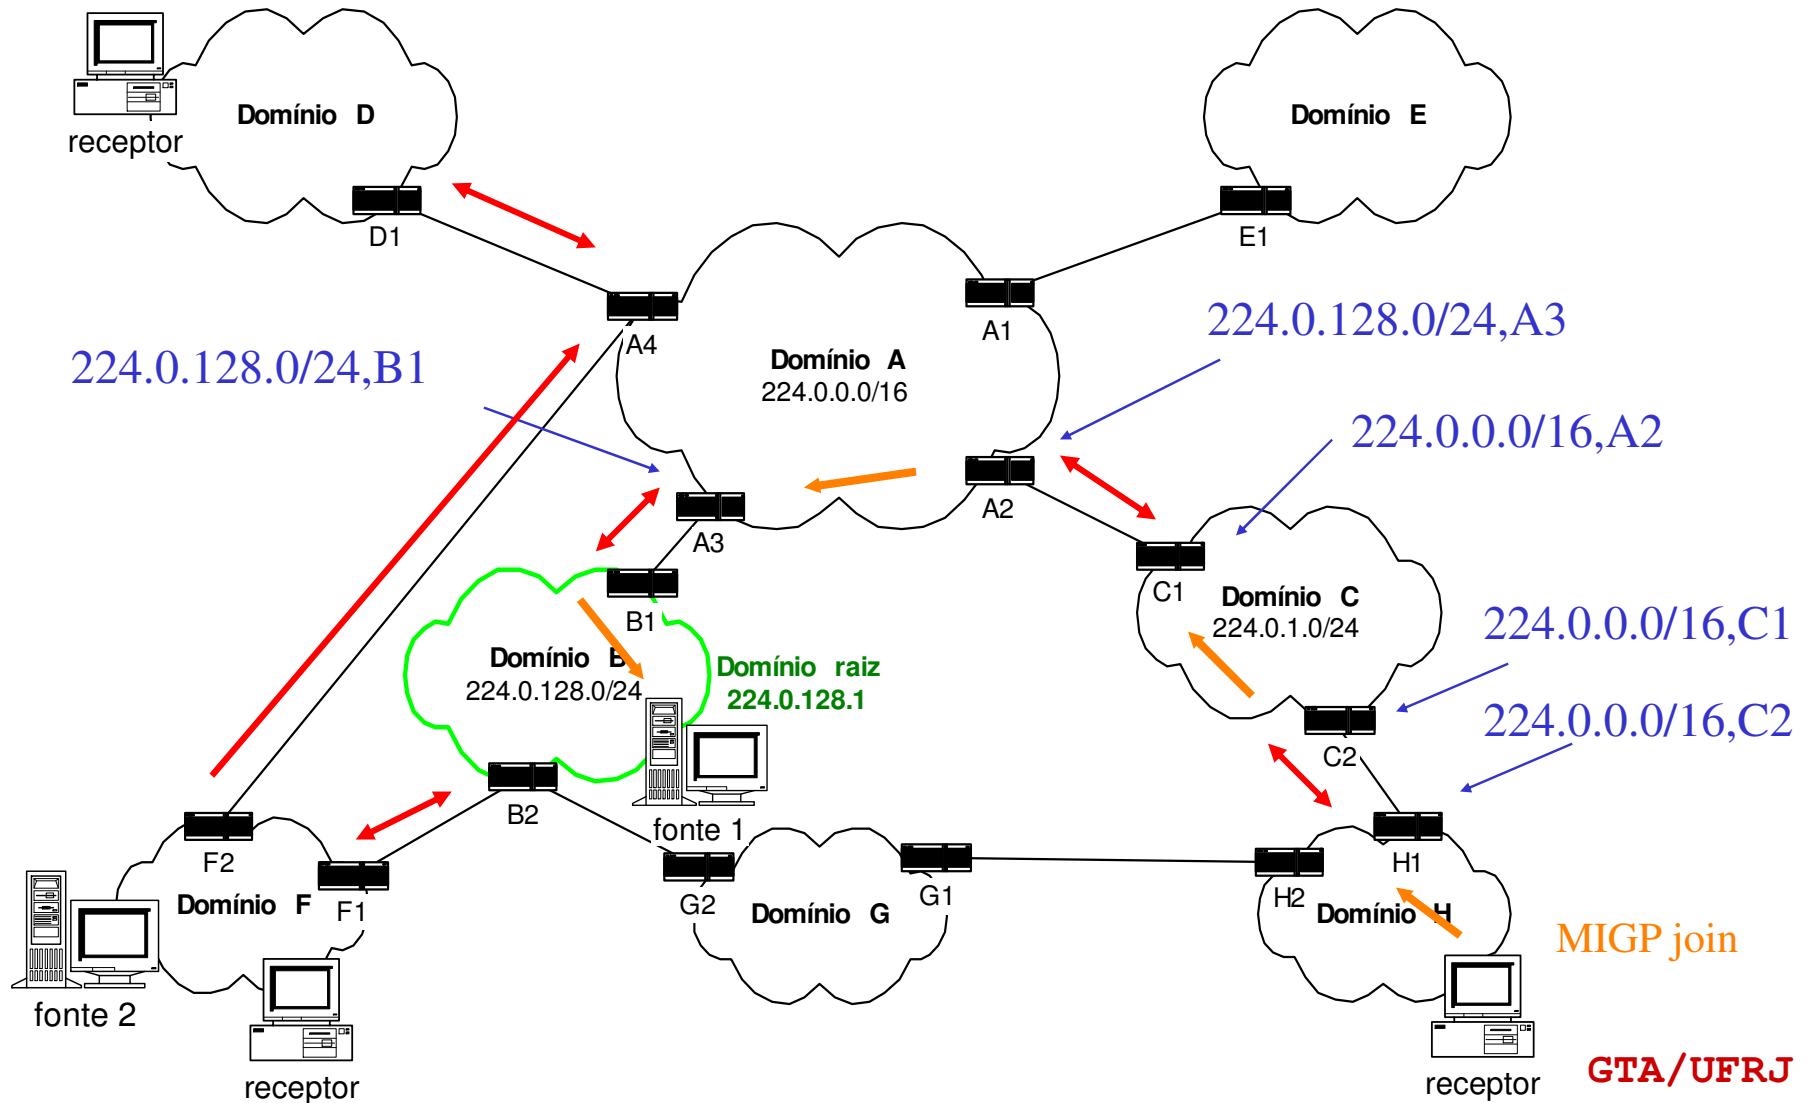 receptor
Domínio D
D1
Domínio E
E1
A4
A1
224.0.128.0/24,B1
Domínio A
224.0.0.0/16
224.0.128.0/24,A3
224.0.0.0/16,A2
A3
A2
B1
Domínio B
224.0.128.0/24
Domínio raiz
224.0.128.1
C1
Domínio C
224.0.1.0/24
224.0.0.0/16,C1
224.0.0.0/16,C2
C2
B2
fonte 1
F2
Domínio F
F1
G2
Domínio G
G1
H2
H1
Domínio H
MIGP join
fonte 2
receptor
receptor
GTA/UFRJ